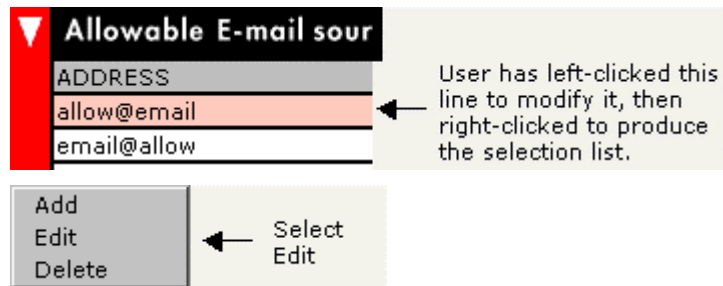 Allowable E-mail sour
ADDRESS
allow@email
email@allow
User has left-clicked this
line to modify it, then
right-clicked to produce
the selection list.
Add
Edit
Delete
Select
Edit